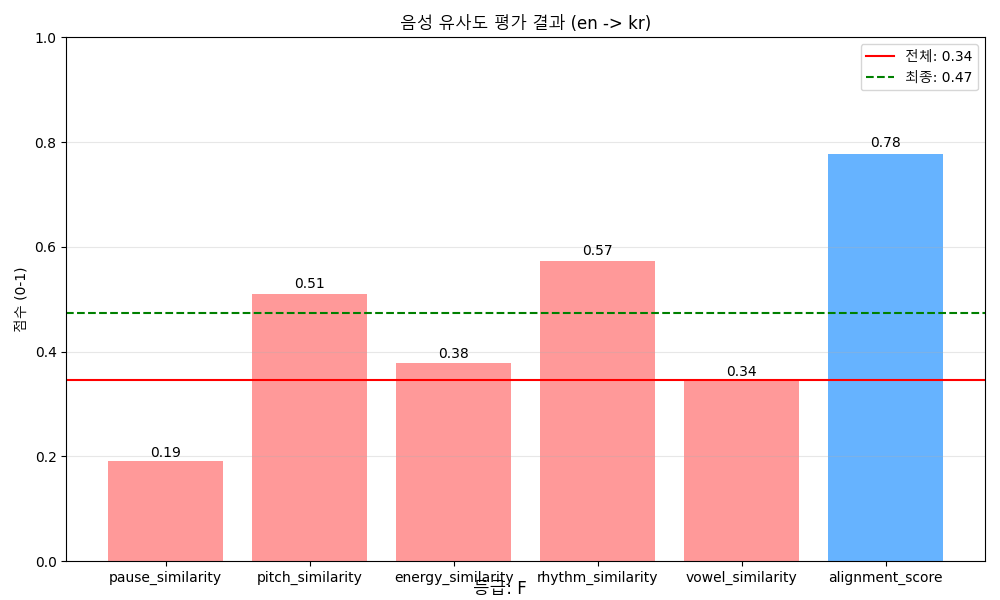 음성 유사도 평가 결과 (en -> kr)
전체: 0.34
최종: 0.47
점수 (0-1)
1.0
0.8
0.6
0.4
0.2
0.0
0.19
0.51
0.38
0.57
0.34
0.78
pause_similarity
pitch_similarity
energy_similarity
rhythm_similarity
vowel_similarity
alignment_score
등급: F